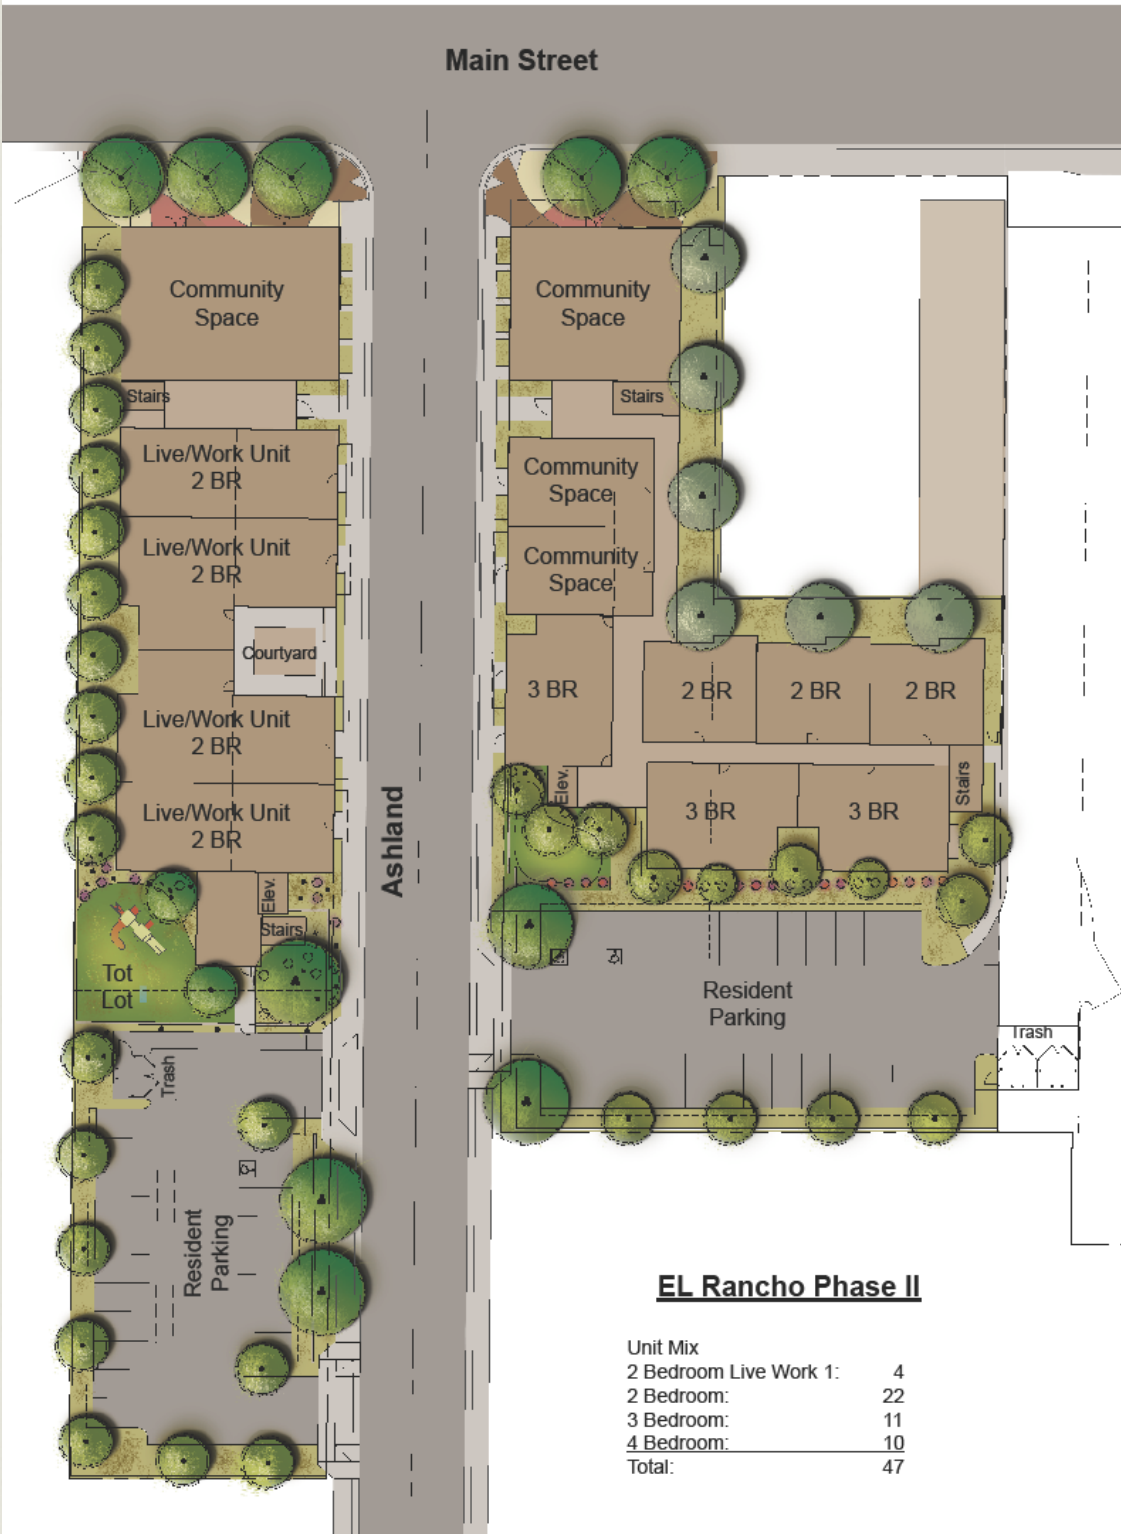 Main Street
Community
Space
Community
Space
Stairs
Stairs
Live/Work Unit
2 BR
Community
Space
Live/Work Unit
2 BR
Community
Space
Courtyard
3 BR
2 BR
2 BR
2 BR
Live/Work Unit
2 BR
Live/Work Unit
2 BR
Ashland
Elev.
3 BR
3 BR
Stairs
Elev.
Stairs
Tot
Lot
Resident
Parking
Trash
Trash
Resident
Parking
EL Rancho Phase II
Unit Mix
2 Bedroom Live Work 1: 4
2 Bedroom: 22
3 Bedroom: 11
4 Bedroom: 10
Total: 47